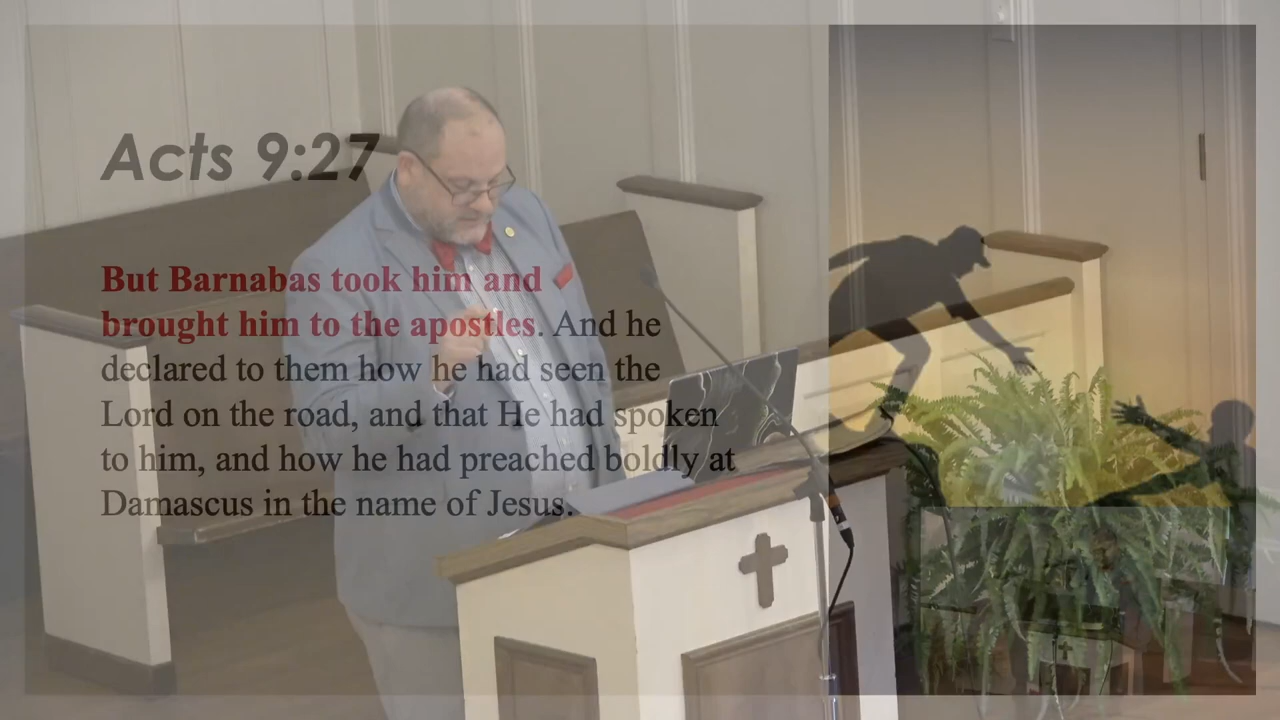 Acts 9:27
But Barnabas took him and
brought him to the apostles. And he
declared to them how he had seen the
Lord on the road, and that He had spoken
to him, and how he had preached boldly at
Damascus in the name of Jesus.